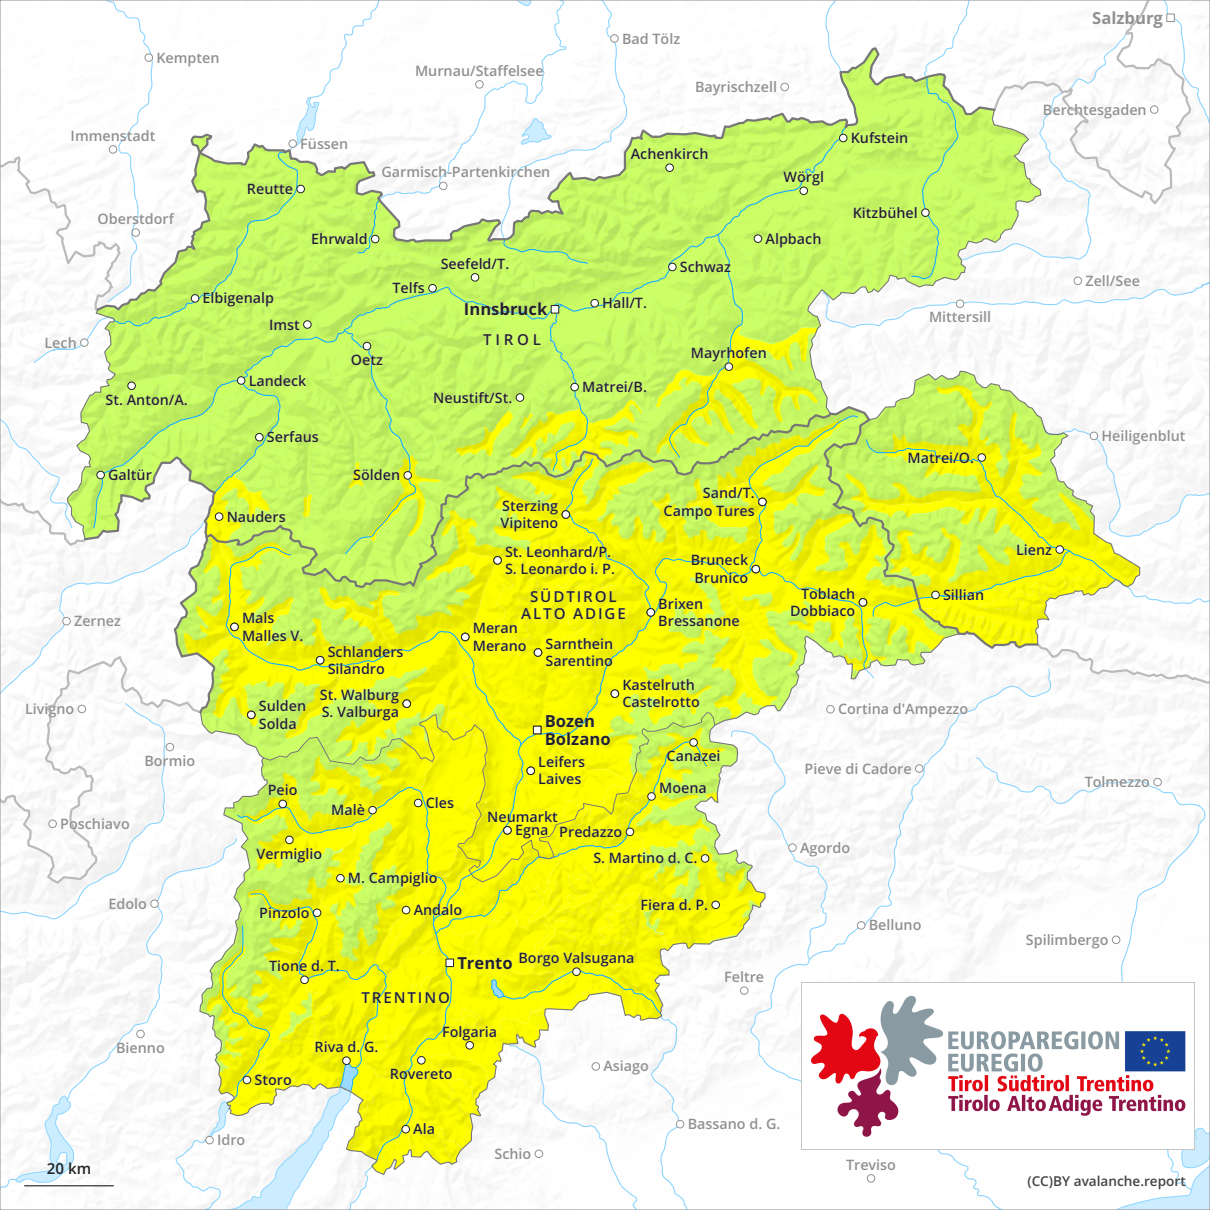 Salzburg
Bad Tölz
Kempten
Murnau/Staffelsee
Bayrischzell
Berchtesgaden
Immenstadt
Füssen
Kufstein
Achenkirch
Garmisch-Partenkirchen
Wörgl
Reutte
Oberstdorf
Kitzbühel
Ehrwald
Alpbach
Seefeld/T.
Schwaz
Zell/See
Telfs
Elbigenalp
Innsbruck
Hall/T.
Mittersill
Imst
TIROL
Lech
Oetz
Mayrhofen
Landeck
Matrei/B.
St. Anton/A.
Neustift/St.
Serfaus
Heiligenblut
Matrei/O.
Galtür
Sölden
Sand/T.
Campo Tures
Sterzing
Vipiteno
Nauders
Lienz
St. Leonhard/P.
S. Leonardo i. P.
Bruneck
Brunico
SÜDTIROL
ALTO ADIGE
Toblach
Dobbiaco
Sillian
Brixen
Bressanone
Zernez
Mals
Malles V.
Meran
Merano
Sarnthein
Sarentino
Schlanders
Silandro
Kastelruth
Castelrotto
St. Walburg
S. Valburga
Livigno
Sulden
Solda
Cortina d'Ampezzo
Bozen
Bolzano
Bormio
Canazei
Leifers
Laives
Pieve di Cadore
Tolmezzo
Peio
Moena
Malè
Cles
Neumarkt
Egna
Predazzo
Poschiavo
Vermiglio
Agordo
S. Martino d. C.
M. Campiglio
Edolo
Pinzolo
Andalo
Fiera d. P.
Belluno
Spilimbergo
Trento
Borgo Valsugana
Tione d. T.
Feltre
TRENTINO
Folgaria
Bienno
Riva d. G.
Rovereto
Asiago
Storo
EUROPAREGION
EUREGIO
Tirol Südtirol Trentino
Tirolo Alto Adige Trentino
Ala
Bassano d. G.
Idro
Schio
Treviso
20 km
(CC)BY avalanche.report